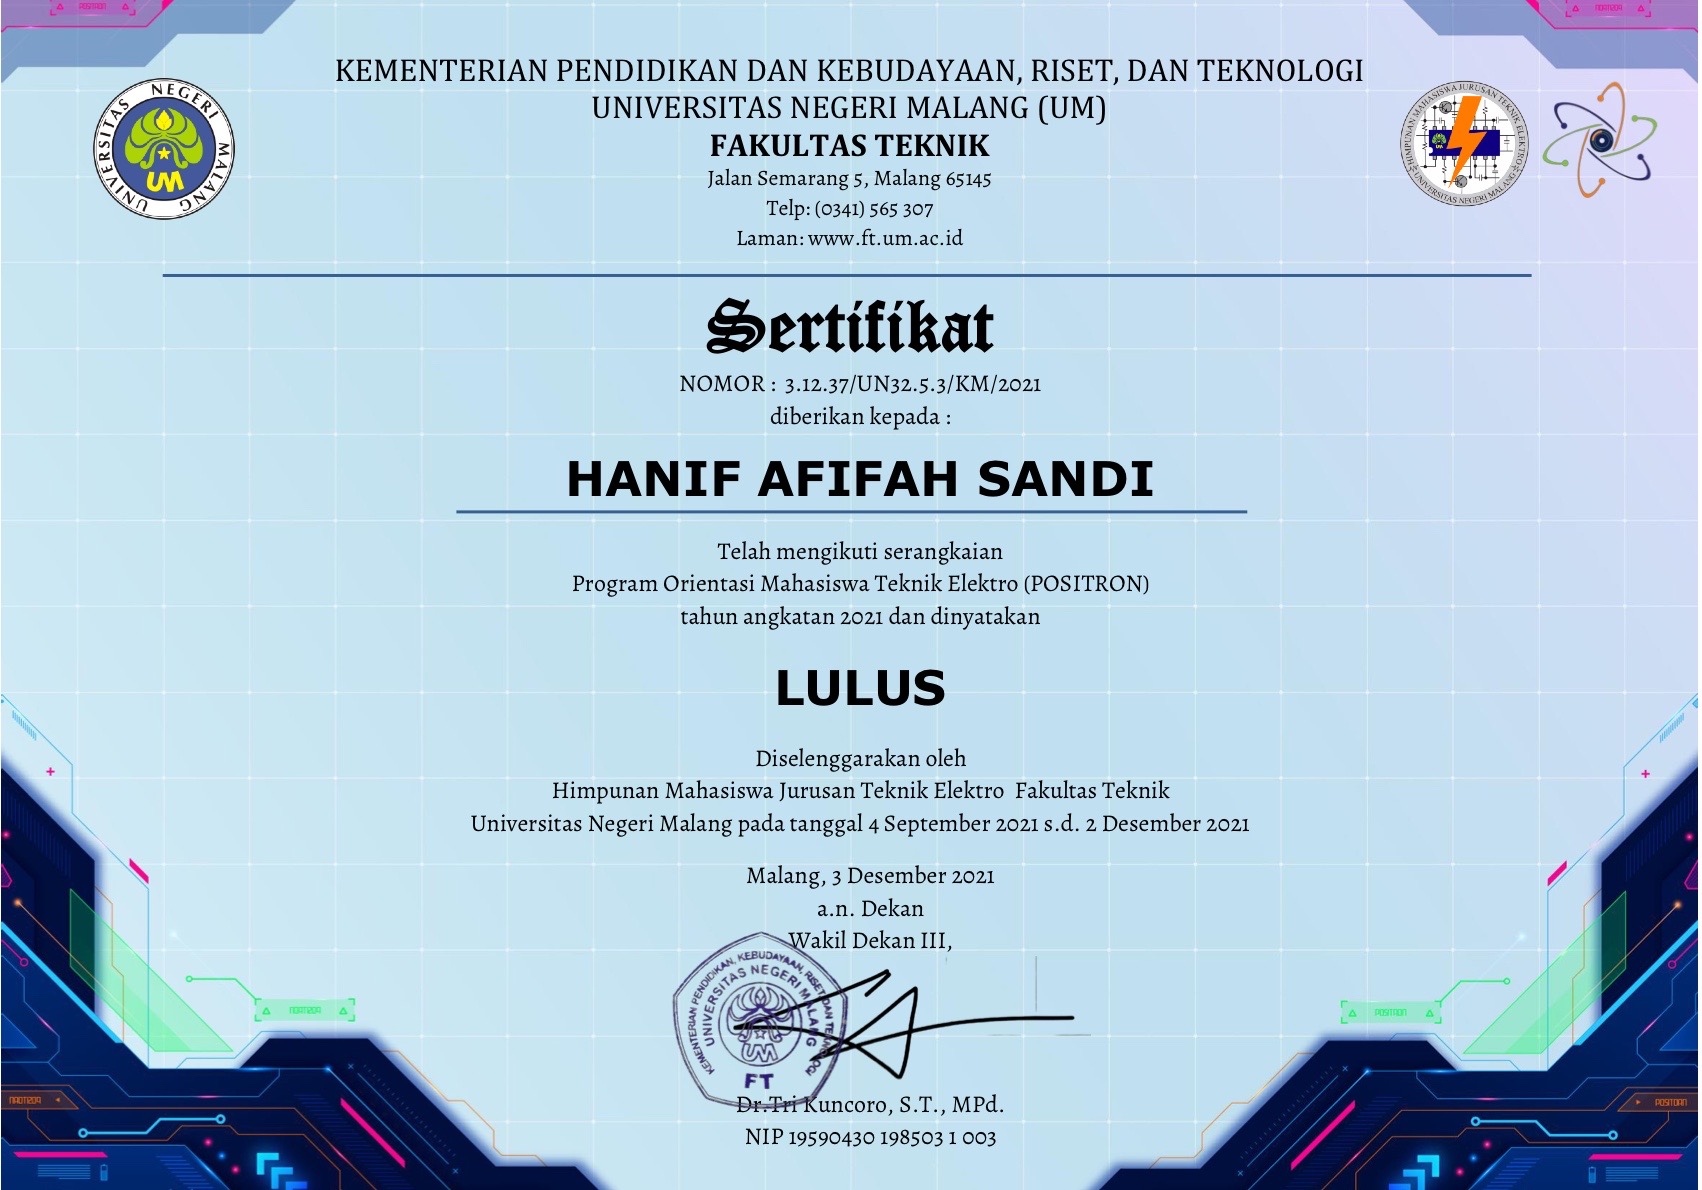 KEMENTERIAN PENDIDIKAN DAN KEBUDAYAAN, RISET, DAN TEKNOLOGI
UNIVERSITAS NEGERI MALANG (UM)
FAKULTAS TEKNIK
Jalan Semarang 5, Malang 65145
Telp: (0341) 565 307
Laman: www.ft.um.ac.id
UNIVERSITAS NEGERI MALANG
UM
HIMPUNAN MAHASISWA JURUSAN TEKNIK ELEKTRO
UNIVERSITAS NEGERI MALANG
Sertifikat
NOMOR : 3.12.37/UN32.5.3/KM/2021
diberikan kepada :
HANIF AFIFAH SANDI
Telah mengikuti serangkaian
Program Orientasi Mahasiswa Teknik Elektro (POSITRON)
tahun angkatan 2021 dan dinyatakan
LULUS
Diselenggarakan oleh
Himpunan Mahasiswa Jurusan Teknik Elektro  Fakultas Teknik
Universitas Negeri Malang pada tanggal 4 September 2021 s.d. 2 Desember 2021
Malang, 3 Desember 2021
a.n. Dekan
Wakil Dekan III,
KEMENTERIAN PENDIDIKAN, KEBUDAYAAN, RISET, DAN TEKNOLOGI
UNIVERSITAS NEGERI MALANG
UM
FT
Dr.Tri Kuncoro, S.T., MPd.
NIP 19590430 198503 1 003
POSITRON
POSITRON